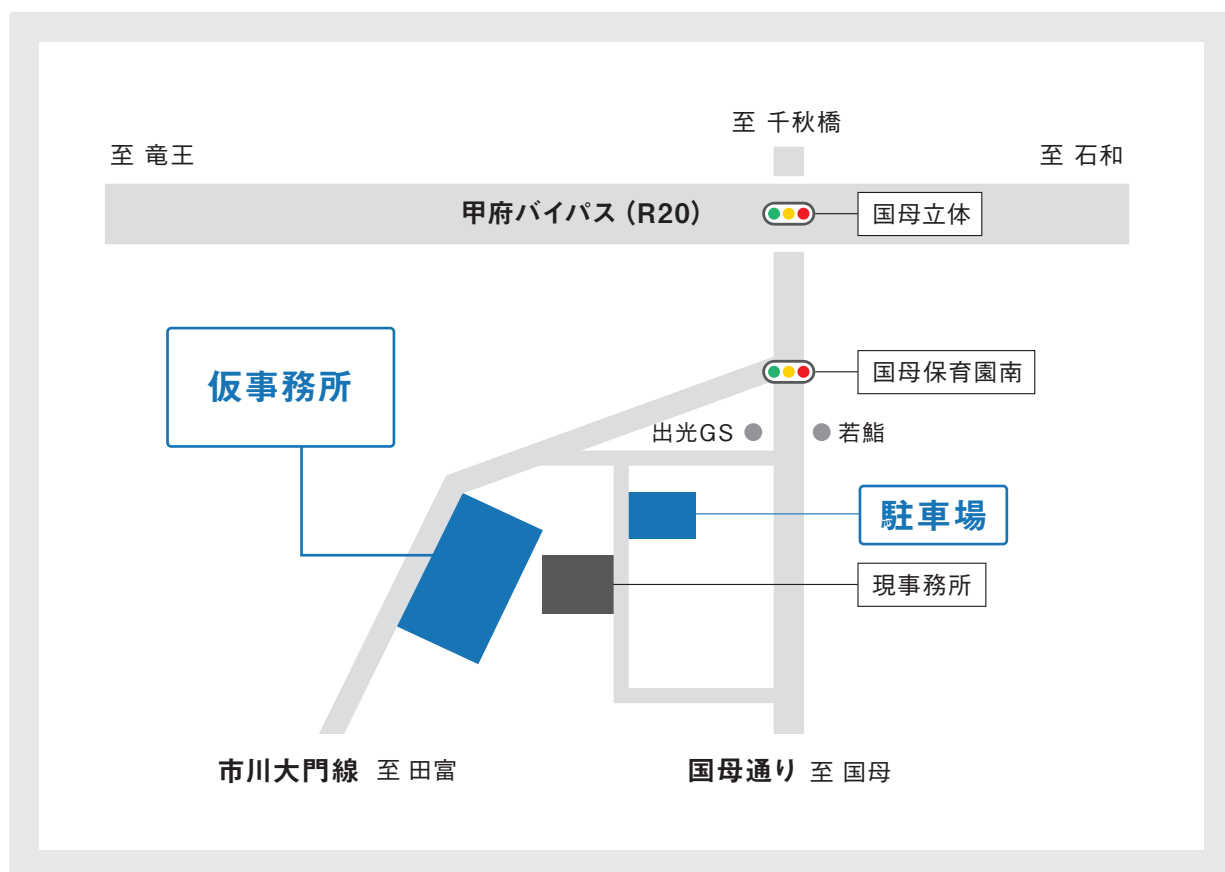 至 千秋橋
至 竜王
至 石和
甲府バイパス（R20）
国母立体
仮事務所
国母保育園南
出光GS
若鮨
駐車場
現事務所
市川大門線 至 田富
国母通り 至 国母